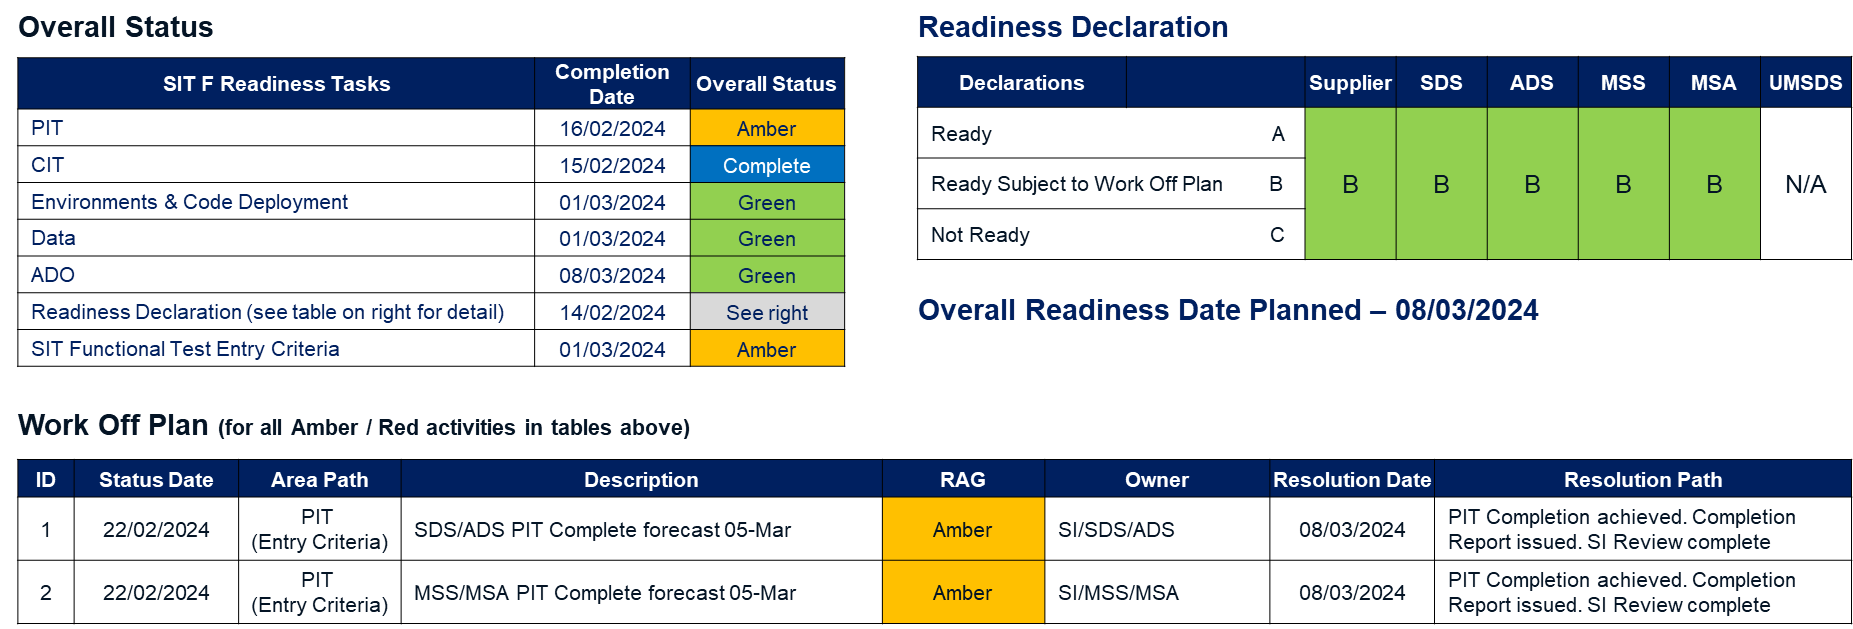 Overall Status
SIT F Readiness Tasks Completion Date Overall Status
PIT 16/02/2024 Amber
CIT 15/02/2024 Complete
Environments & Code Deployment 01/03/2024 Green
Data 01/03/2024 Green
ADO 08/03/2024 Green
Readiness Declaration (see table on right for detail) 14/02/2024 See right
SIT Functional Test Entry Criteria 01/03/2024 Amber
Readiness Declaration
Declarations Supplier SDS ADS MSS MSA UMSDS
Ready A
Ready Subject to Work Off Plan B B B B B B N/A
Not Ready C
Overall Readiness Date Planned – 08/03/2024
Work Off Plan (for all Amber / Red activities in tables above)
ID Status Date Area Path Description RAG Owner Resolution Date Resolution Path
1 22/02/2024 PIT (Entry Criteria) SDS/ADS PIT Complete forecast 05-Mar Amber SI/SDS/ADS 08/03/2024 PIT Completion achieved. Completion Report issued. SI Review complete
2 22/02/2024 PIT (Entry Criteria) MSS/MSA PIT Complete forecast 05-Mar Amber SI/MSS/MSA 08/03/2024 PIT Completion achieved. Completion Report issued. SI Review complete